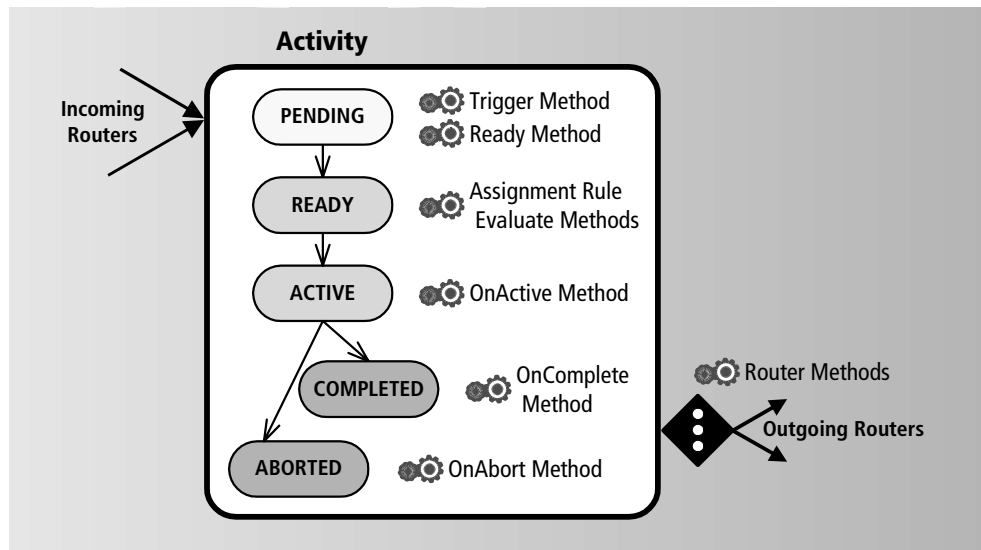 Activity
Incoming
Routers
PENDING
Trigger Method
Ready Method
READY
Assignment Rule
Evaluate Methods
ACTIVE
OnActive Method
COMPLETED
OnComplete
Method
Router Methods
Outgoing Routers
ABORTED
OnAbort Method